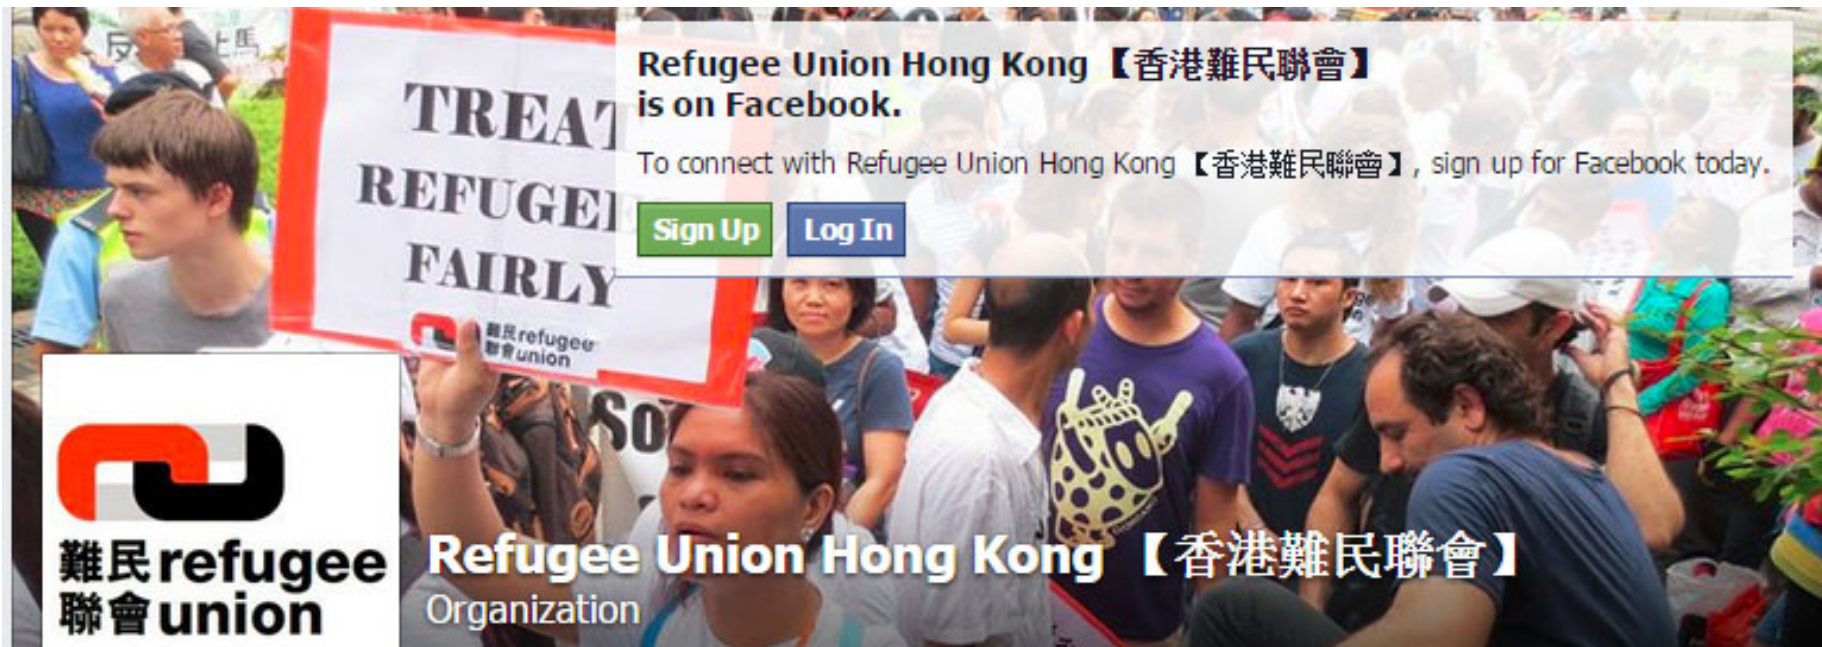 Refugee Union Hong Kong【香港難民聯會】
is on Facebook.
To connect with Refugee Union Hong Kong【香港難民聯會】, sign up for Facebook today.
Sign Up
Log In
TREAT
REFUGEE
FAIRLY
難民refugee
聯會union
So
難民refugee
聯會union
Refugee Union Hong Kong 【香港難民聯會】
Organization